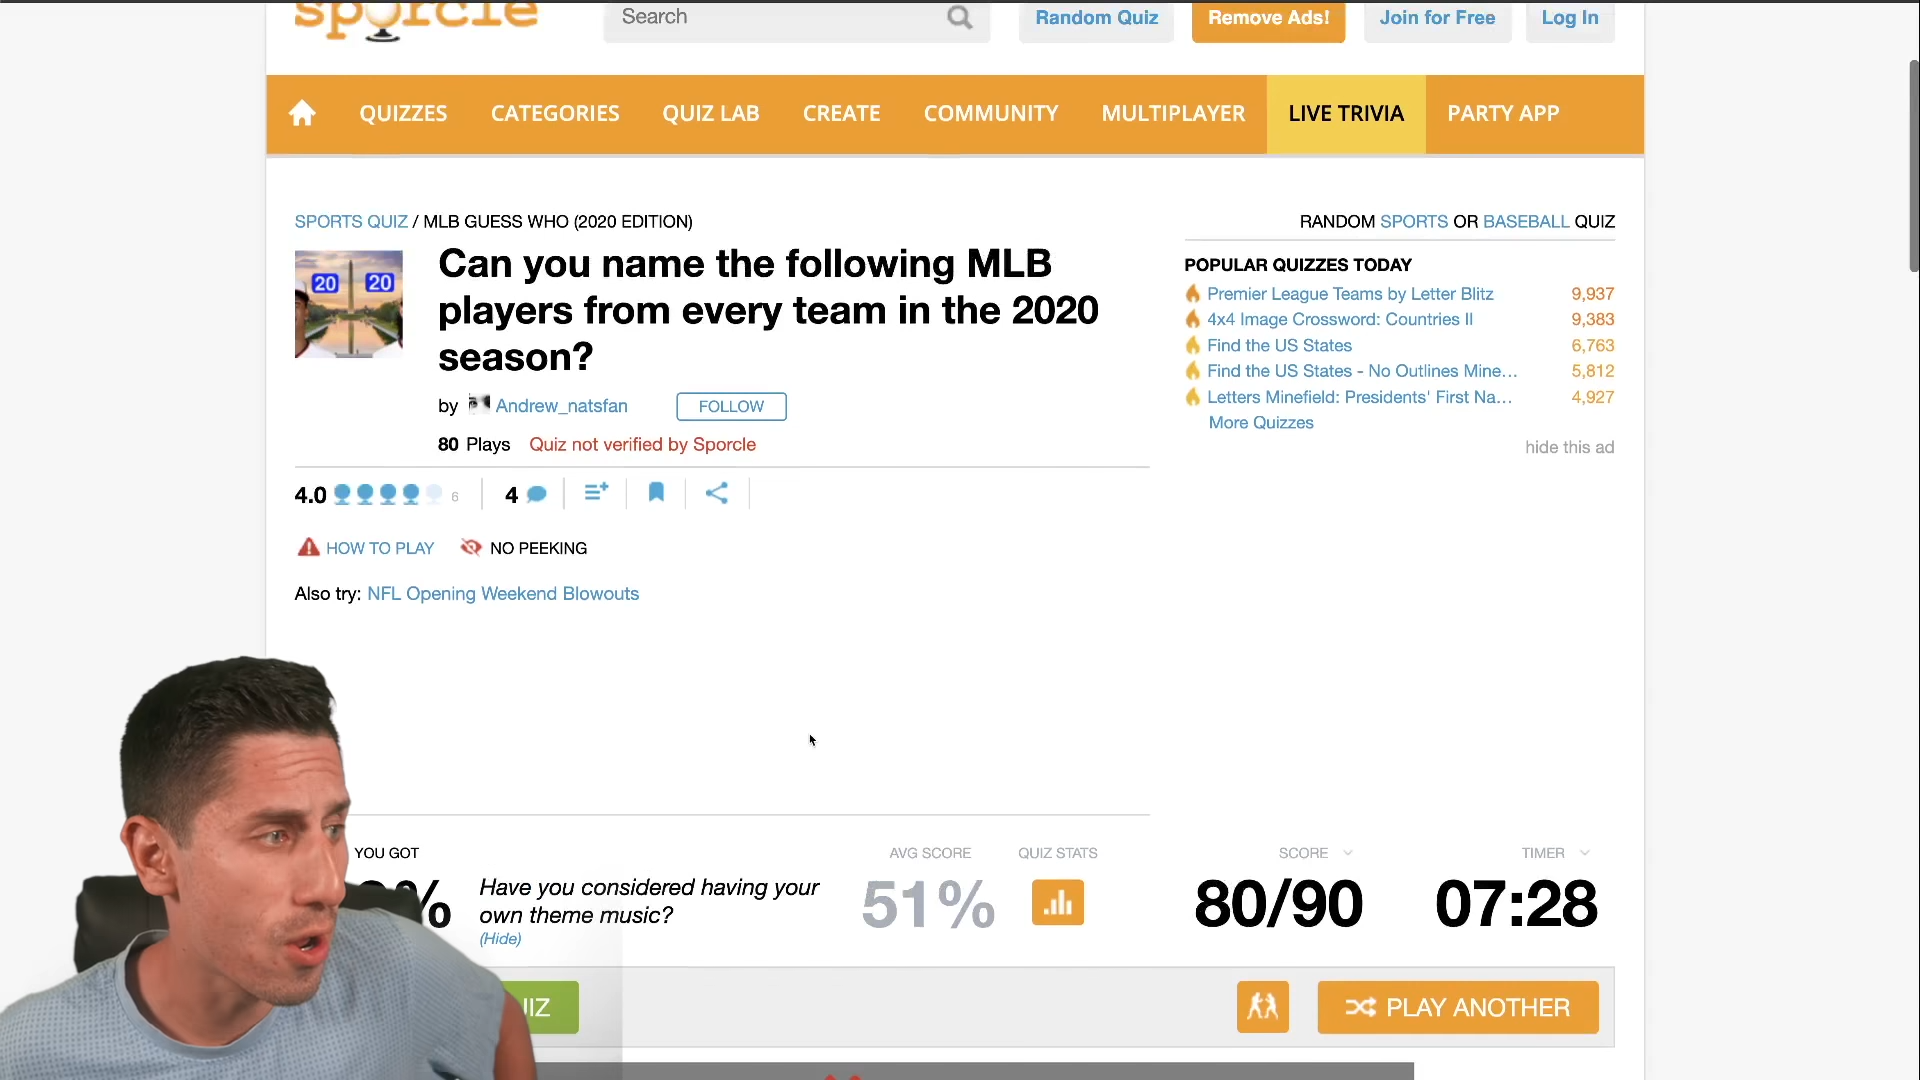 sporcle
Search
Random Quiz
Remove Ads!
Join for Free
Log In
QUIZZES
CATEGORIES
QUIZ LAB
CREATE
COMMUNITY
MULTIPLAYER
LIVE TRIVIA
PARTY APP
SPORTS QUIZ / MLB GUESS WHO (2020 EDITION)
20 20
Can you name the following MLB
players from every team in the 2020
season?
by Andrew_natsfan
FOLLOW
80 Plays Quiz not verified by Sporcle
4.0 6
4
HOW TO PLAY NO PEEKING
Also try: NFL Opening Weekend Blowouts
RANDOM SPORTS OR BASEBALL QUIZ
POPULAR QUIZZES TODAY
Premier League Teams by Letter Blitz 9,937
4x4 Image Crossword: Countries II 9,383
Find the US States 6,763
Find the US States - No Outlines Mine... 5,812
Letters Minefield: Presidents' First Na... 4,927
More Quizzes
hide this ad
YOU GOT
%
Have you considered having your
own theme music?
(Hide)
AVG SCORE
51%
QUIZ STATS
SCORE
80/90
TIMER
07:28
IZ
PLAY ANOTHER